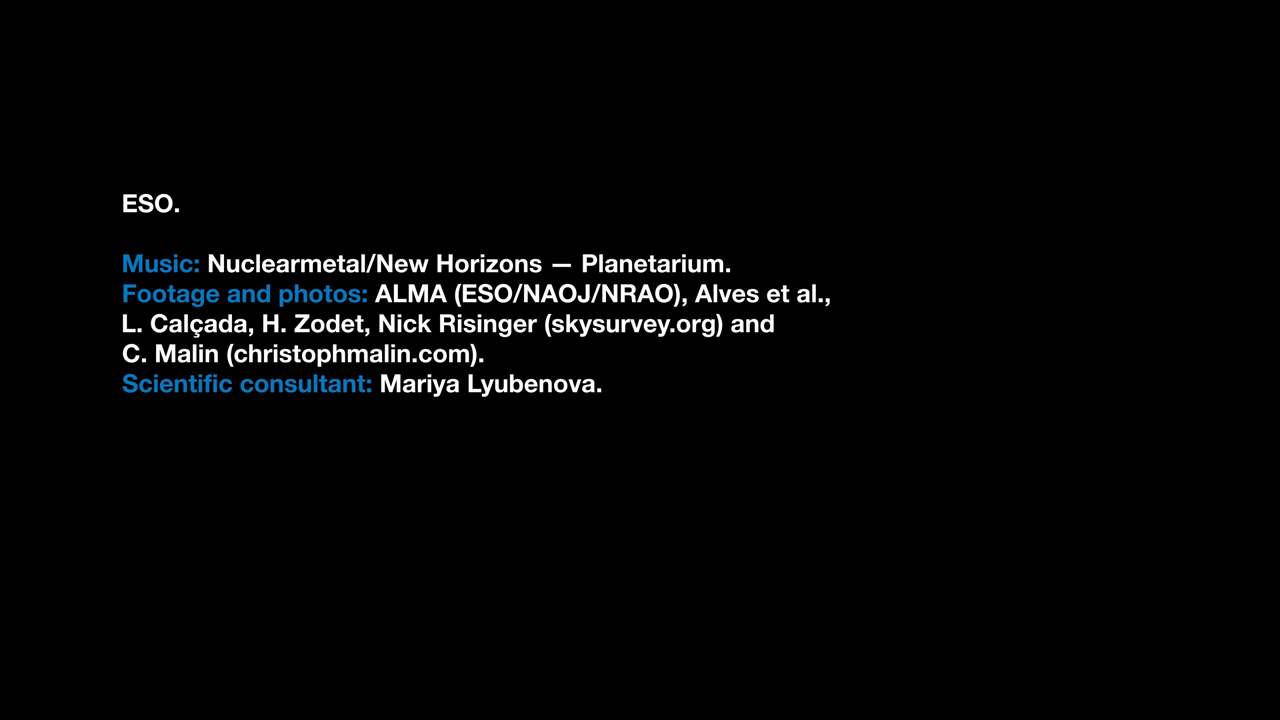 ESO.
Music: Nuclearmetal/New Horizons — Planetarium.
Footage and photos: ALMA (ESO/NAOJ/NRAO), Alves et al.,
L. Calçada, H. Zodet, Nick Risinger (skysurvey.org) and
C. Malin (christophmalin.com).
Scientific consultant: Mariya Lyubenova.